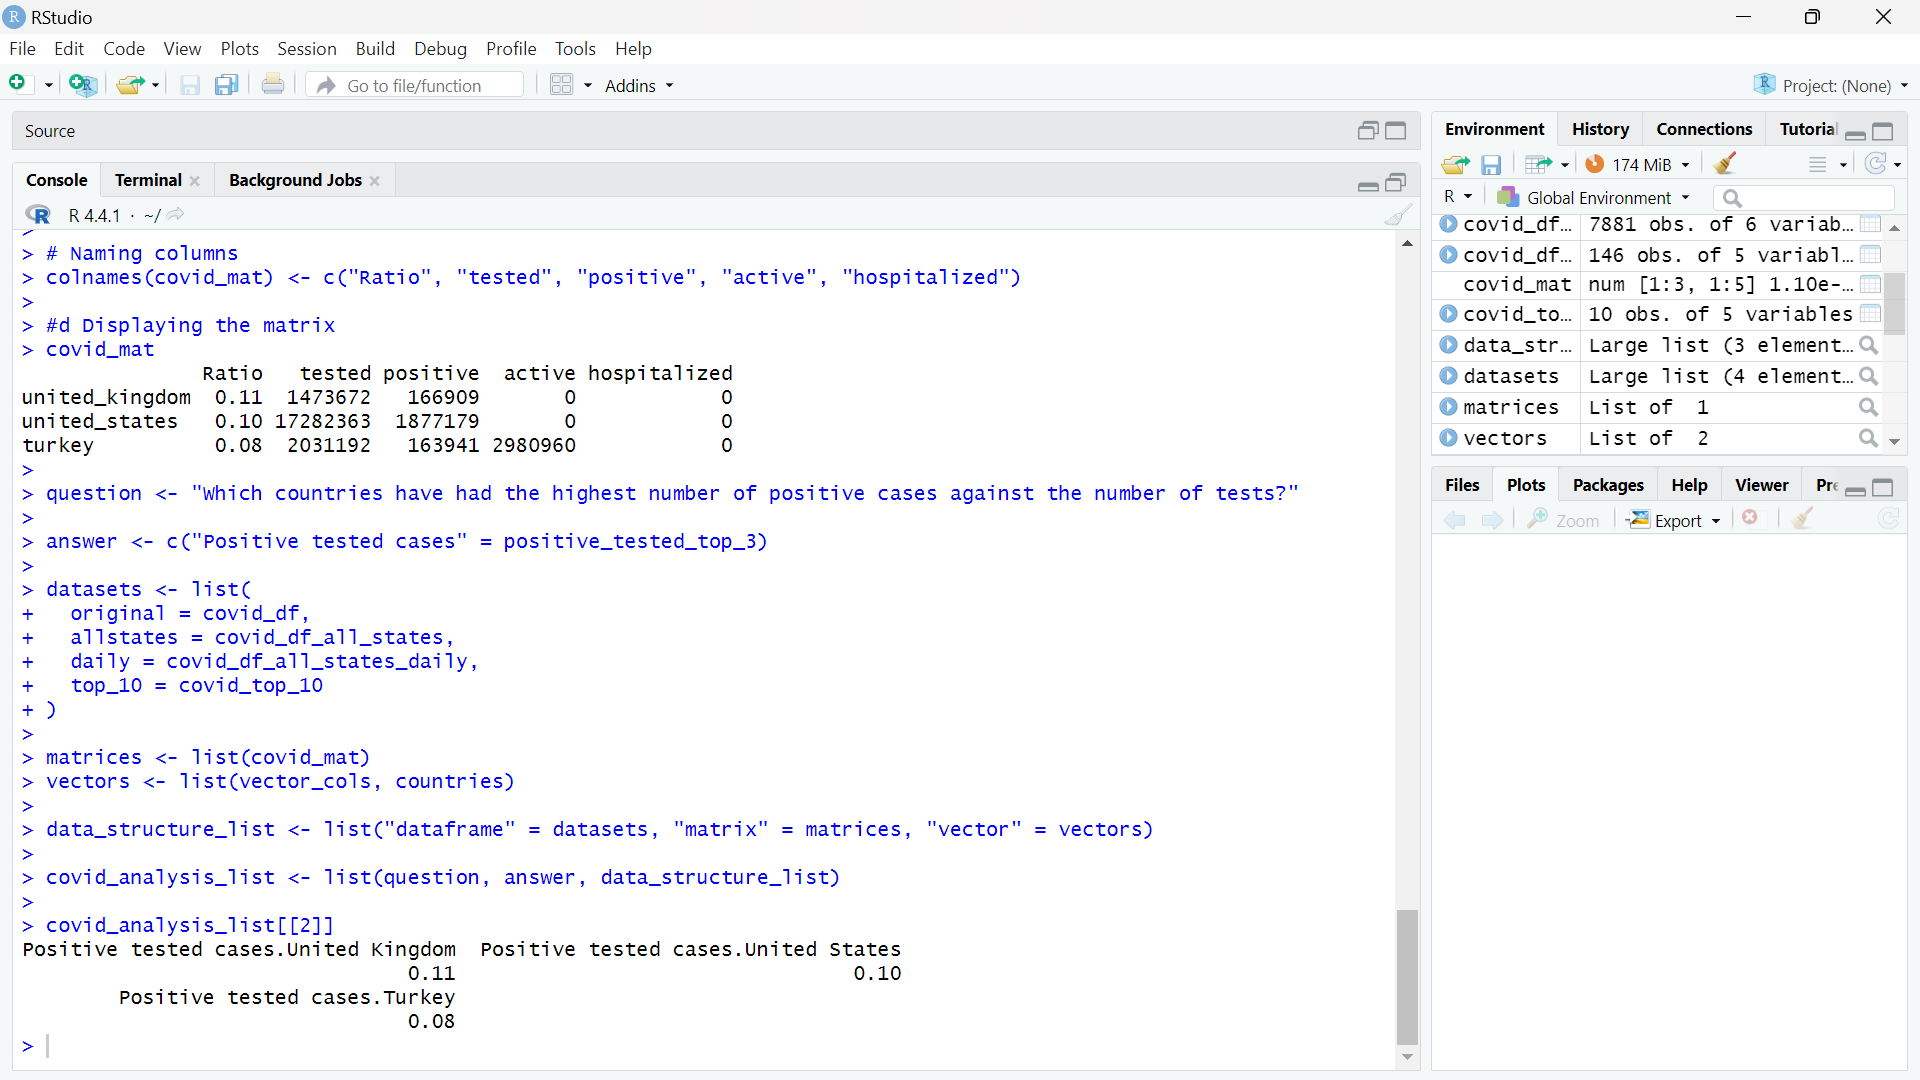 RStudio
File Edit Code View Plots Session Build Debug Profile Tools Help
Go to file/function Addins Project: (None)
Source
Console Terminal Background Jobs
R 4.4.1 · ~/
>
> # Naming columns
> colnames(covid_mat) <- c("Ratio", "tested", "positive", "active", "hospitalized")
>
> #d Displaying the matrix
> covid_mat
Ratio tested positive active hospitalized
united_kingdom 0.11 1473672 166909 0 0
united_states 0.10 17282363 1877179 0 0
turkey 0.08 2031192 163941 2980960 0
>
> question <- "Which countries have had the highest number of positive cases against the number of tests?"
>
> answer <- c("Positive tested cases" = positive_tested_top_3)
>
> datasets <- list(
+   original = covid_df,
+   allstates = covid_df_all_states,
+   daily = covid_df_all_states_daily,
+   top_10 = covid_top_10
+ )
>
> matrices <- list(covid_mat)
> vectors <- list(vector_cols, countries)
>
> data_structure_list <- list("dataframe" = datasets, "matrix" = matrices, "vector" = vectors)
>
> covid_analysis_list <- list(question, answer, data_structure_list)
>
> covid_analysis_list[[2]]
Positive tested cases.United Kingdom Positive tested cases.United States
0.11 0.10
Positive tested cases.Turkey
0.08
>
Environment History Connections Tutorial
174 MiB
R Global Environment
covid_df… 7881 obs. of 6 variab…
covid_df… 146 obs. of 5 variabl…
covid_mat num [1:3, 1:5] 1.10e-…
covid_to… 10 obs. of 5 variables
data_str… Large list (3 element…
datasets Large list (4 element…
matrices List of 1
vectors List of 2
Files Plots Packages Help Viewer Pre
Zoom Export